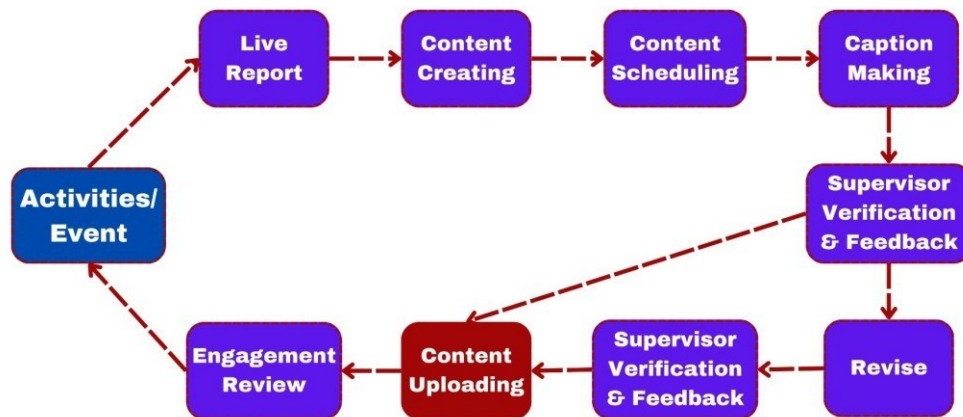 Live
Report
Content
Creating
Content
Scheduling
Caption
Making
Activities/
Event
Supervisor
Verification
& Feedback
Engagement
Review
Content
Uploading
Supervisor
Verification
& Feedback
Revise